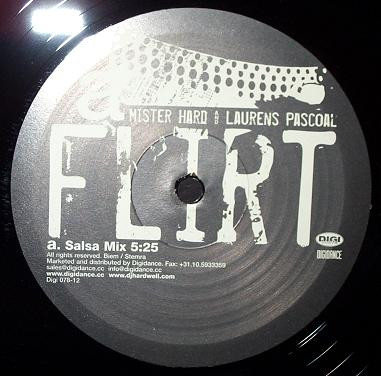 a
MISTER HARD AND LAURENS PASCOAL
FLIRT
a. Salsa Mix 5:25
All rights reserved. Biem / Stemra
Marketed and distributed by Digidance. Fax: +31.10.5933359
sales@digidance.cc info@digidance.cc
www.digidance.cc www.djhardwell.com
Digi 078-12
DIGI
DIGIDANCE